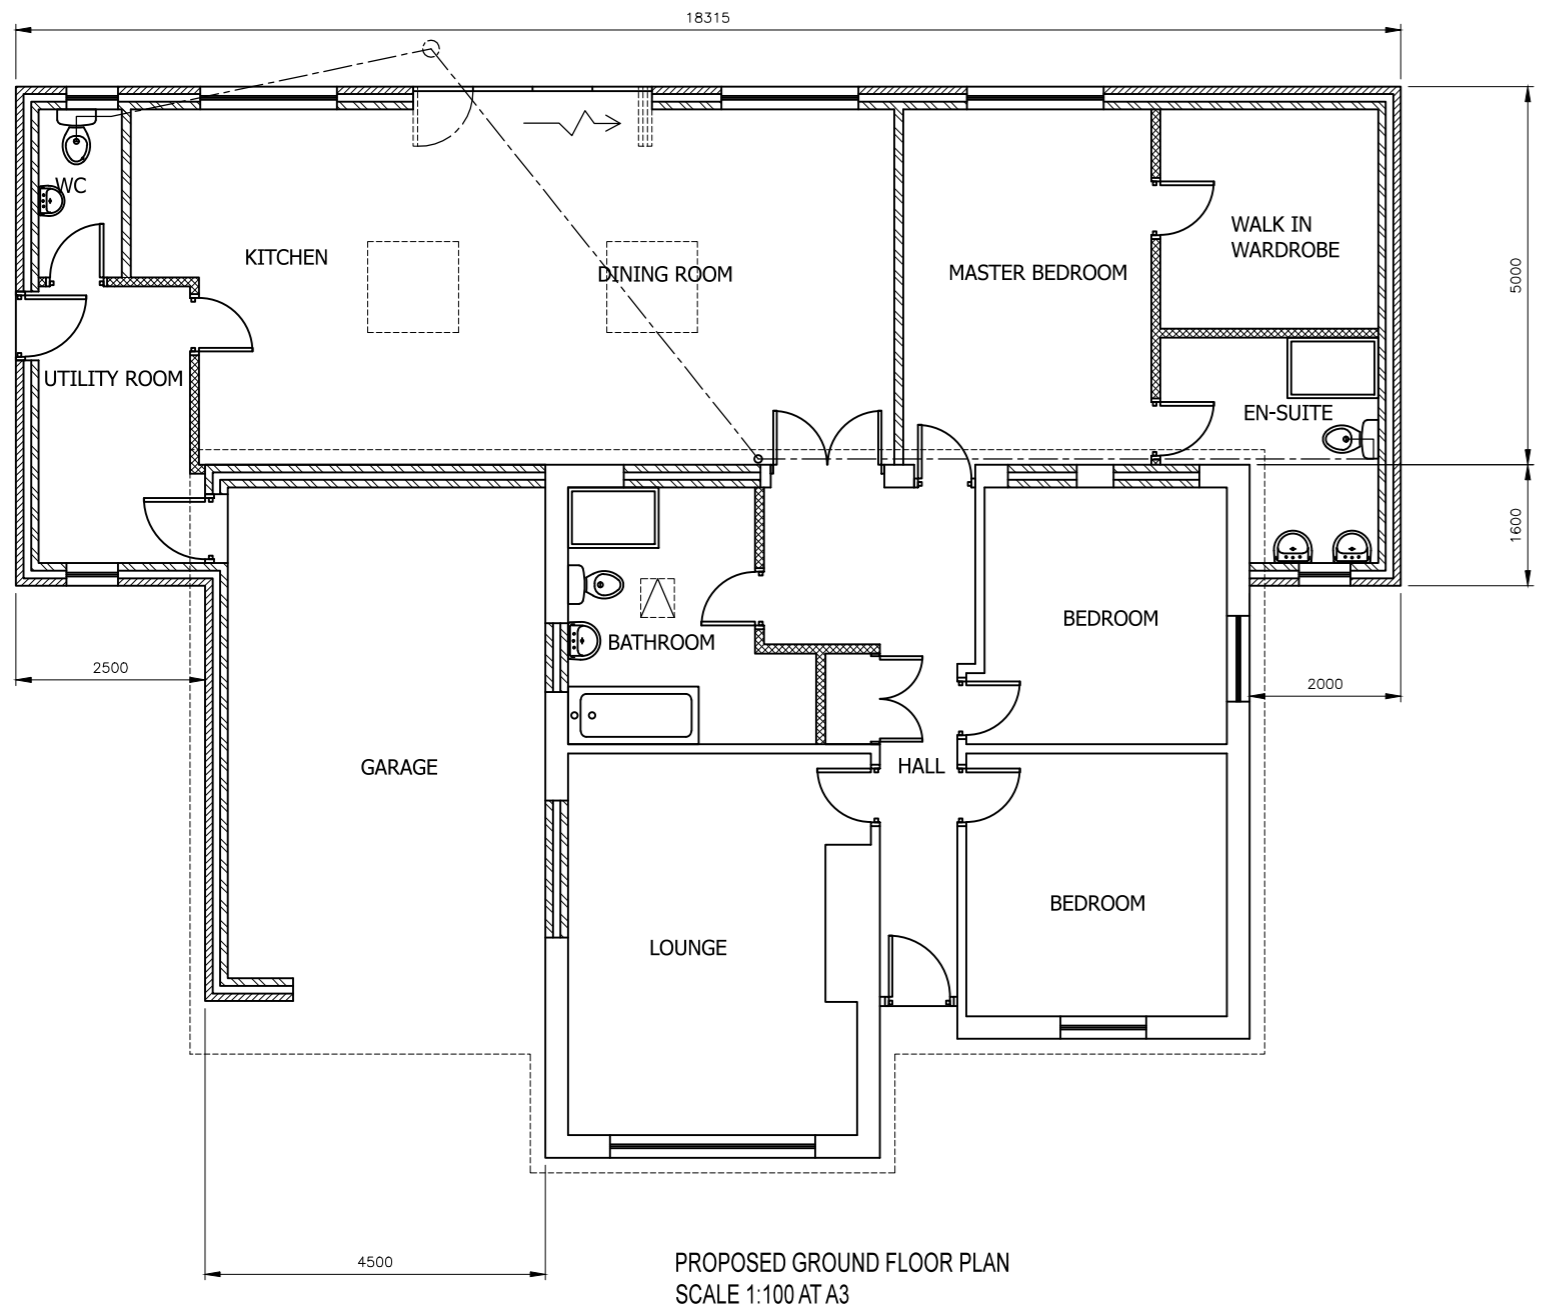 18315
WC
KITCHEN
DINING ROOM
MASTER BEDROOM
WALK IN
WARDROBE
5000
UTILITY ROOM
EN-SUITE
1600
BATHROOM
BEDROOM
2500
2000
GARAGE
HALL
LOUNGE
BEDROOM
4500
PROPOSED GROUND FLOOR PLAN
SCALE 1:100 AT A3